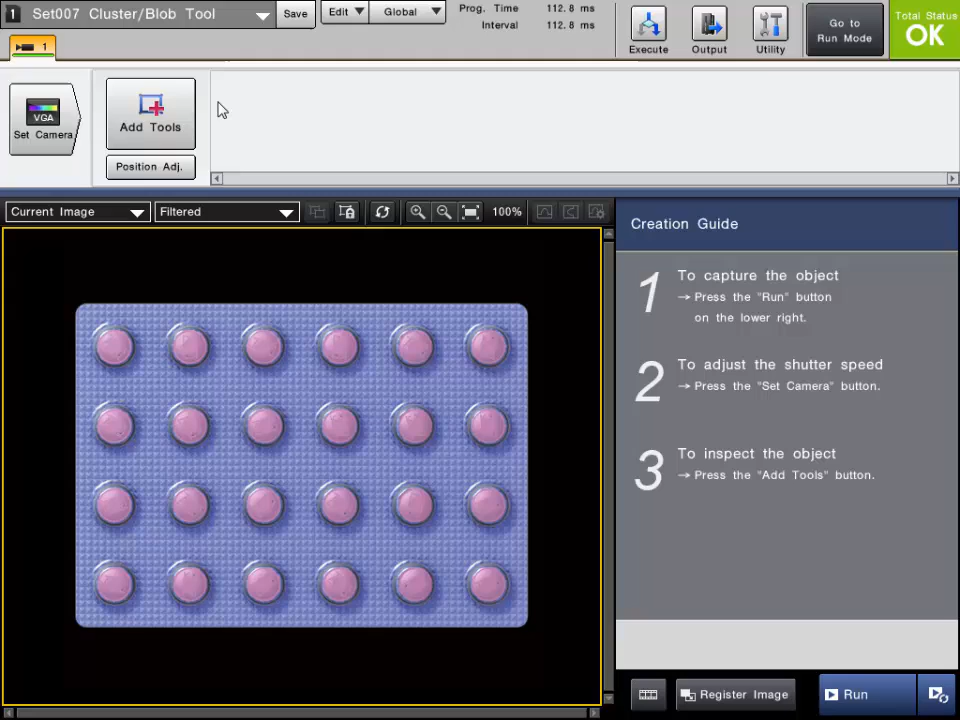 1 Set007 Cluster/Blob Tool
Save
Edit
Global
Prog. Time 112.8 ms
Interval 112.8 ms
Execute
Output
Utility
Go to
Run Mode
Total Status
OK
1
VGA
Set Camera
Add Tools
Position Adj.
Current Image
Filtered
100%
Creation Guide
1 To capture the object
→ Press the "Run" button
on the lower right.
2 To adjust the shutter speed
→ Press the "Set Camera" button.
3 To inspect the object
→ Press the "Add Tools" button.
Register Image
Run